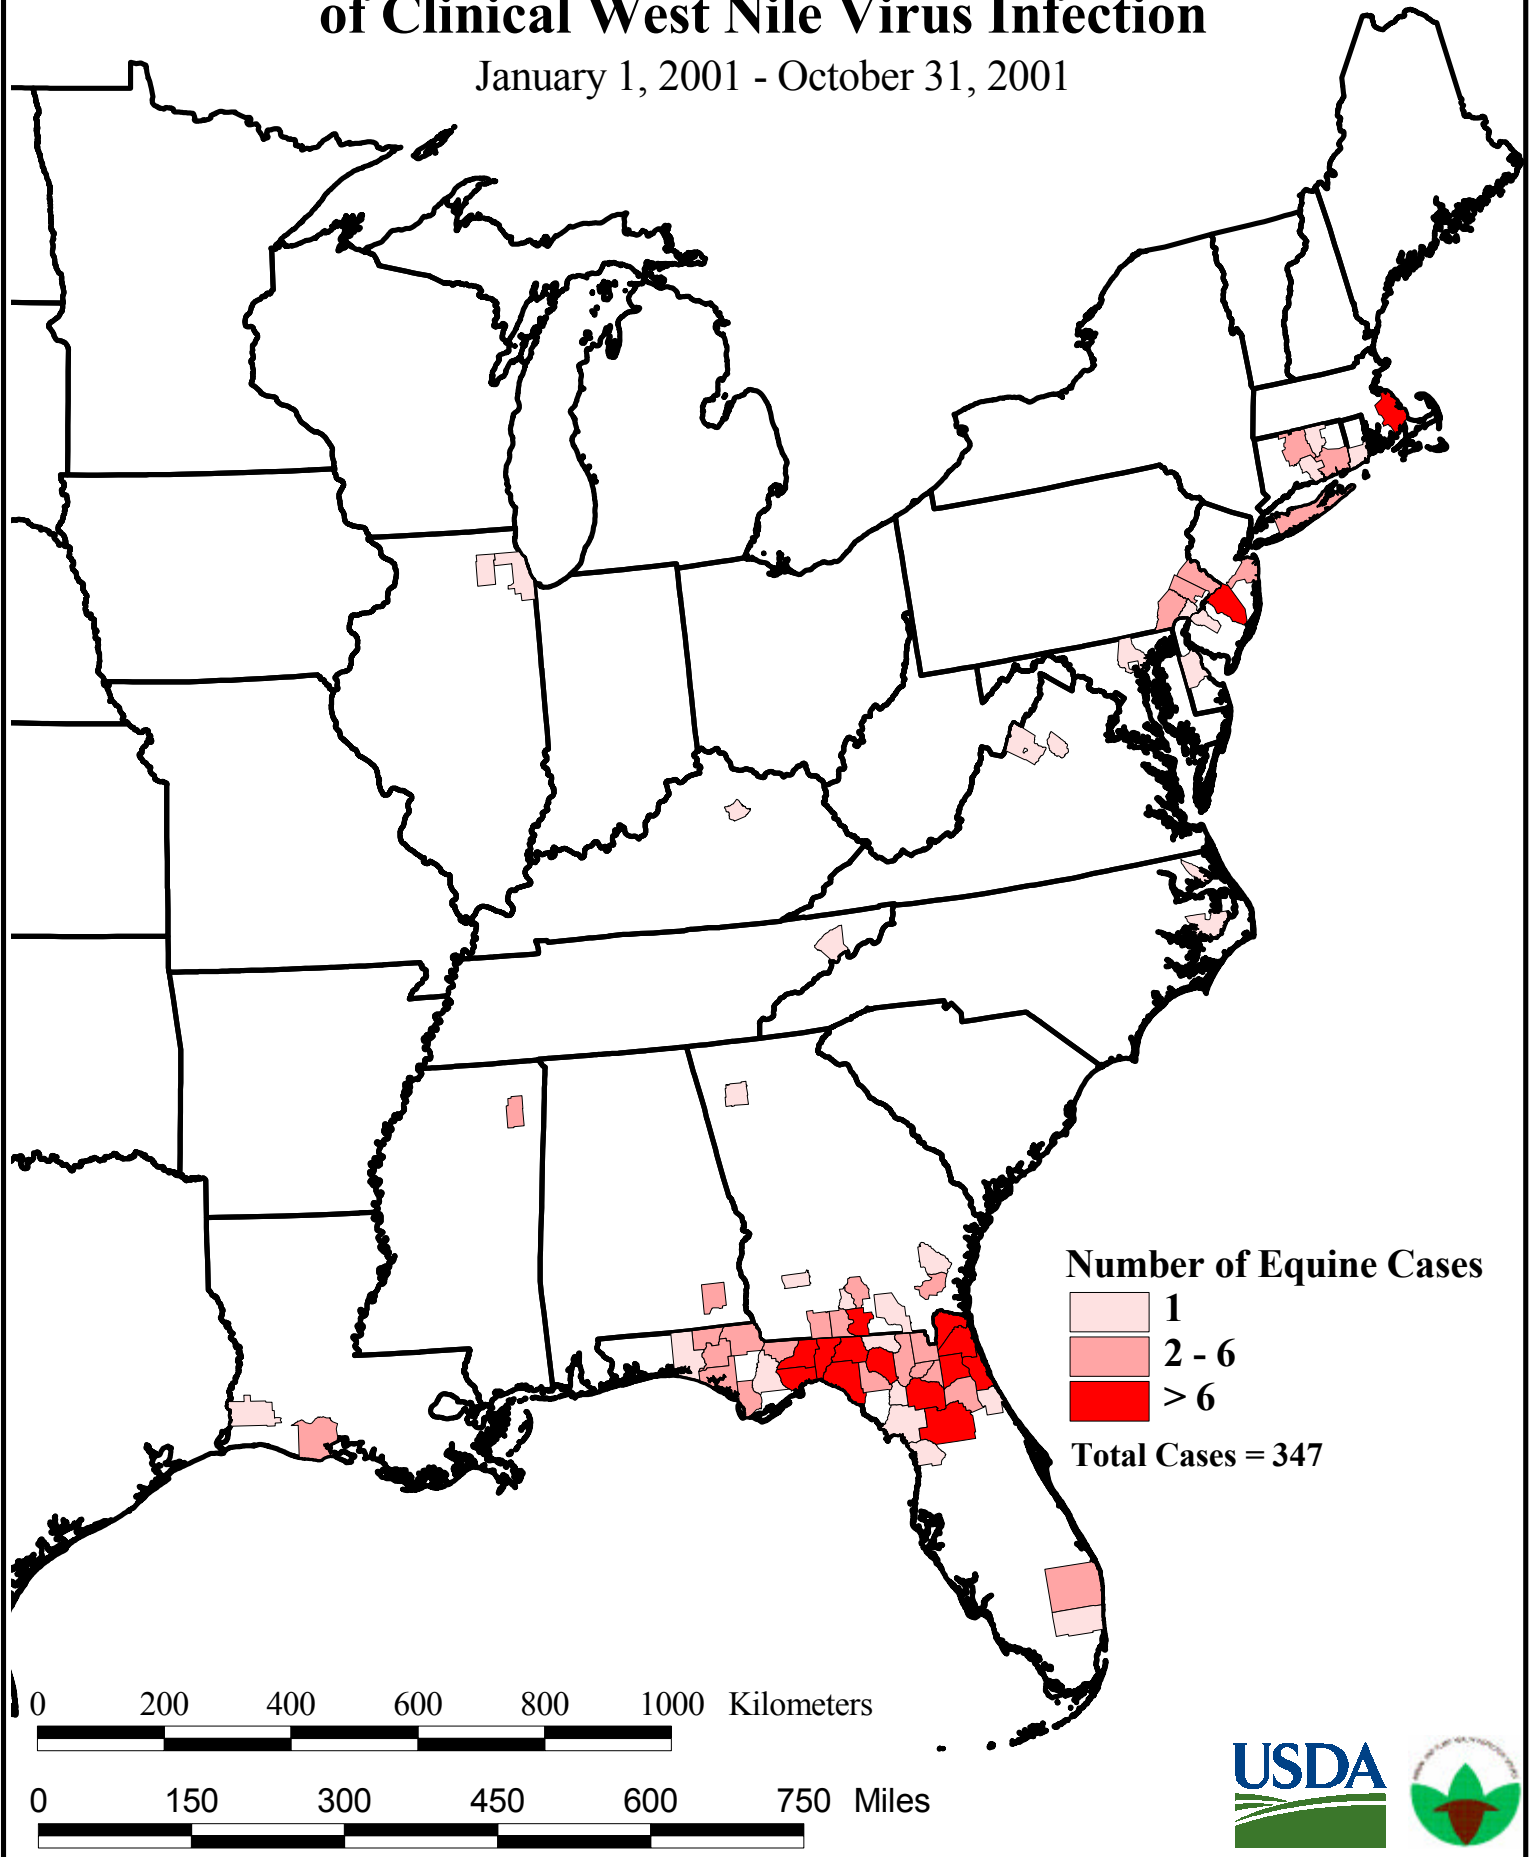 of Clinical West Nile Virus Infection
January 1, 2001 - October 31, 2001
Number of Equine Cases
1
2 - 6
> 6
Total Cases = 347
0 200 400 600 800 1000 Kilometers
0 150 300 450 600 750 Miles
USDA